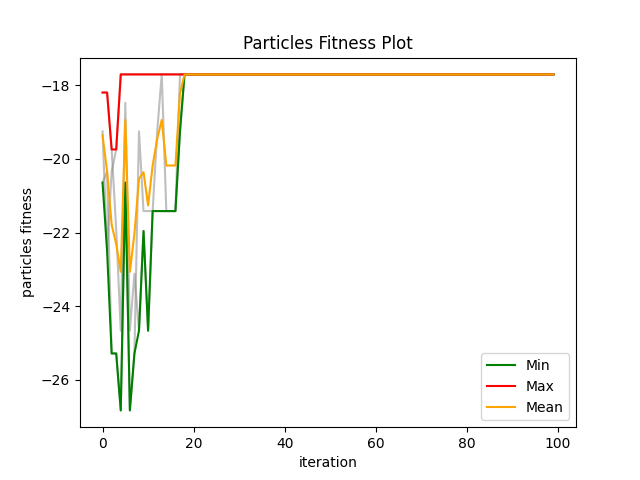 Particles Fitness Plot
particles fitness
−18
−20
−22
−24
−26
0 20 40 60 80 100
iteration
Min
Max
Mean